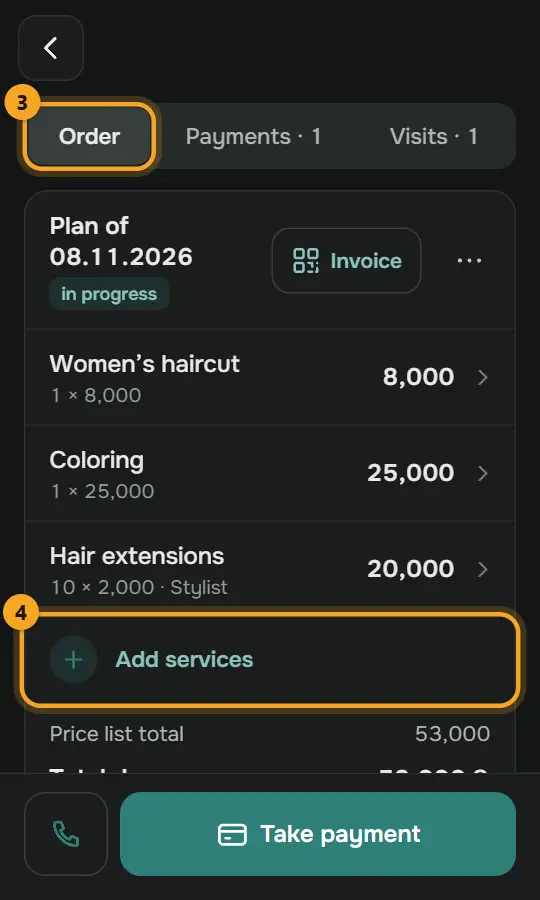 3
Order
Payments · 1
Visits · 1
Plan of
08.11.2026
in progress
Invoice
Women’s haircut
8,000
1 × 8,000
Coloring
25,000
1 × 25,000
Hair extensions
20,000
10 × 2,000 · Stylist
4
Add services
Price list total
53,000
Take payment